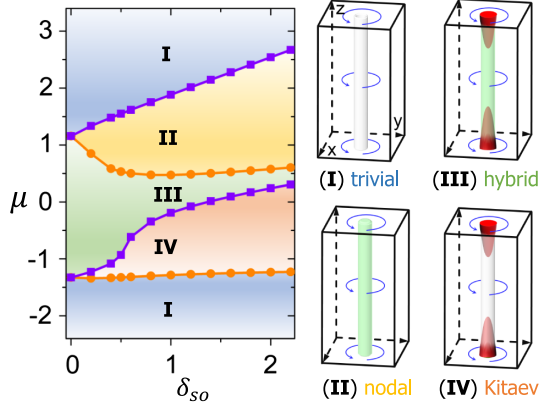 I
II
III
IV
I
μ
2
1
0
-1
-2
0
1
2
δso
z
y
x
(I) trivial
(III) hybrid
(II) nodal
(IV) Kitaev